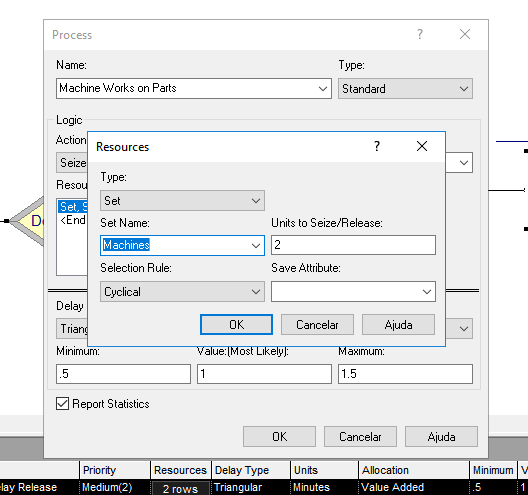 Process
Name:
Type:
Machine Works on Parts
Standard
Logic
Action
Seize
Resou
Set, S
<End
Resources
Type:
Set
Set Name:
Units to Seize/Release:
Machines
2
Selection Rule:
Save Attribute:
Cyclical
OK
Cancelar
Ajuda
Delay
Triang
Minimum:
Value:(Most Likely):
Maximum:
.5
1
1.5
Report Statistics
OK
Cancelar
Ajuda
Priority
Resources
Delay Type
Units
Allocation
Minimum
V
lay Release
Medium(2)
2 rows
Triangular
Minutes
Value Added
.5
1